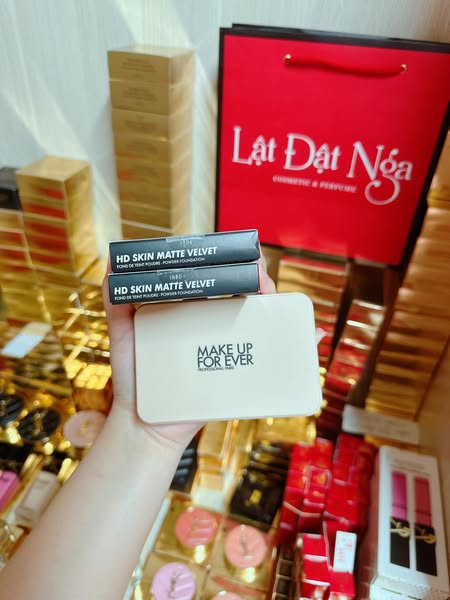 Lật Đật Nga
COSMETIC & PERFUME
HD SKIN MATTE VELVET
FOND DE TEINT POUDRE - POWDER FOUNDATION
HD SKIN MATTE VELVET
FOND DE TEINT POUDRE - POWDER FOUNDATION
MAKE UP
FOR EVER
PROFESSIONAL PARIS